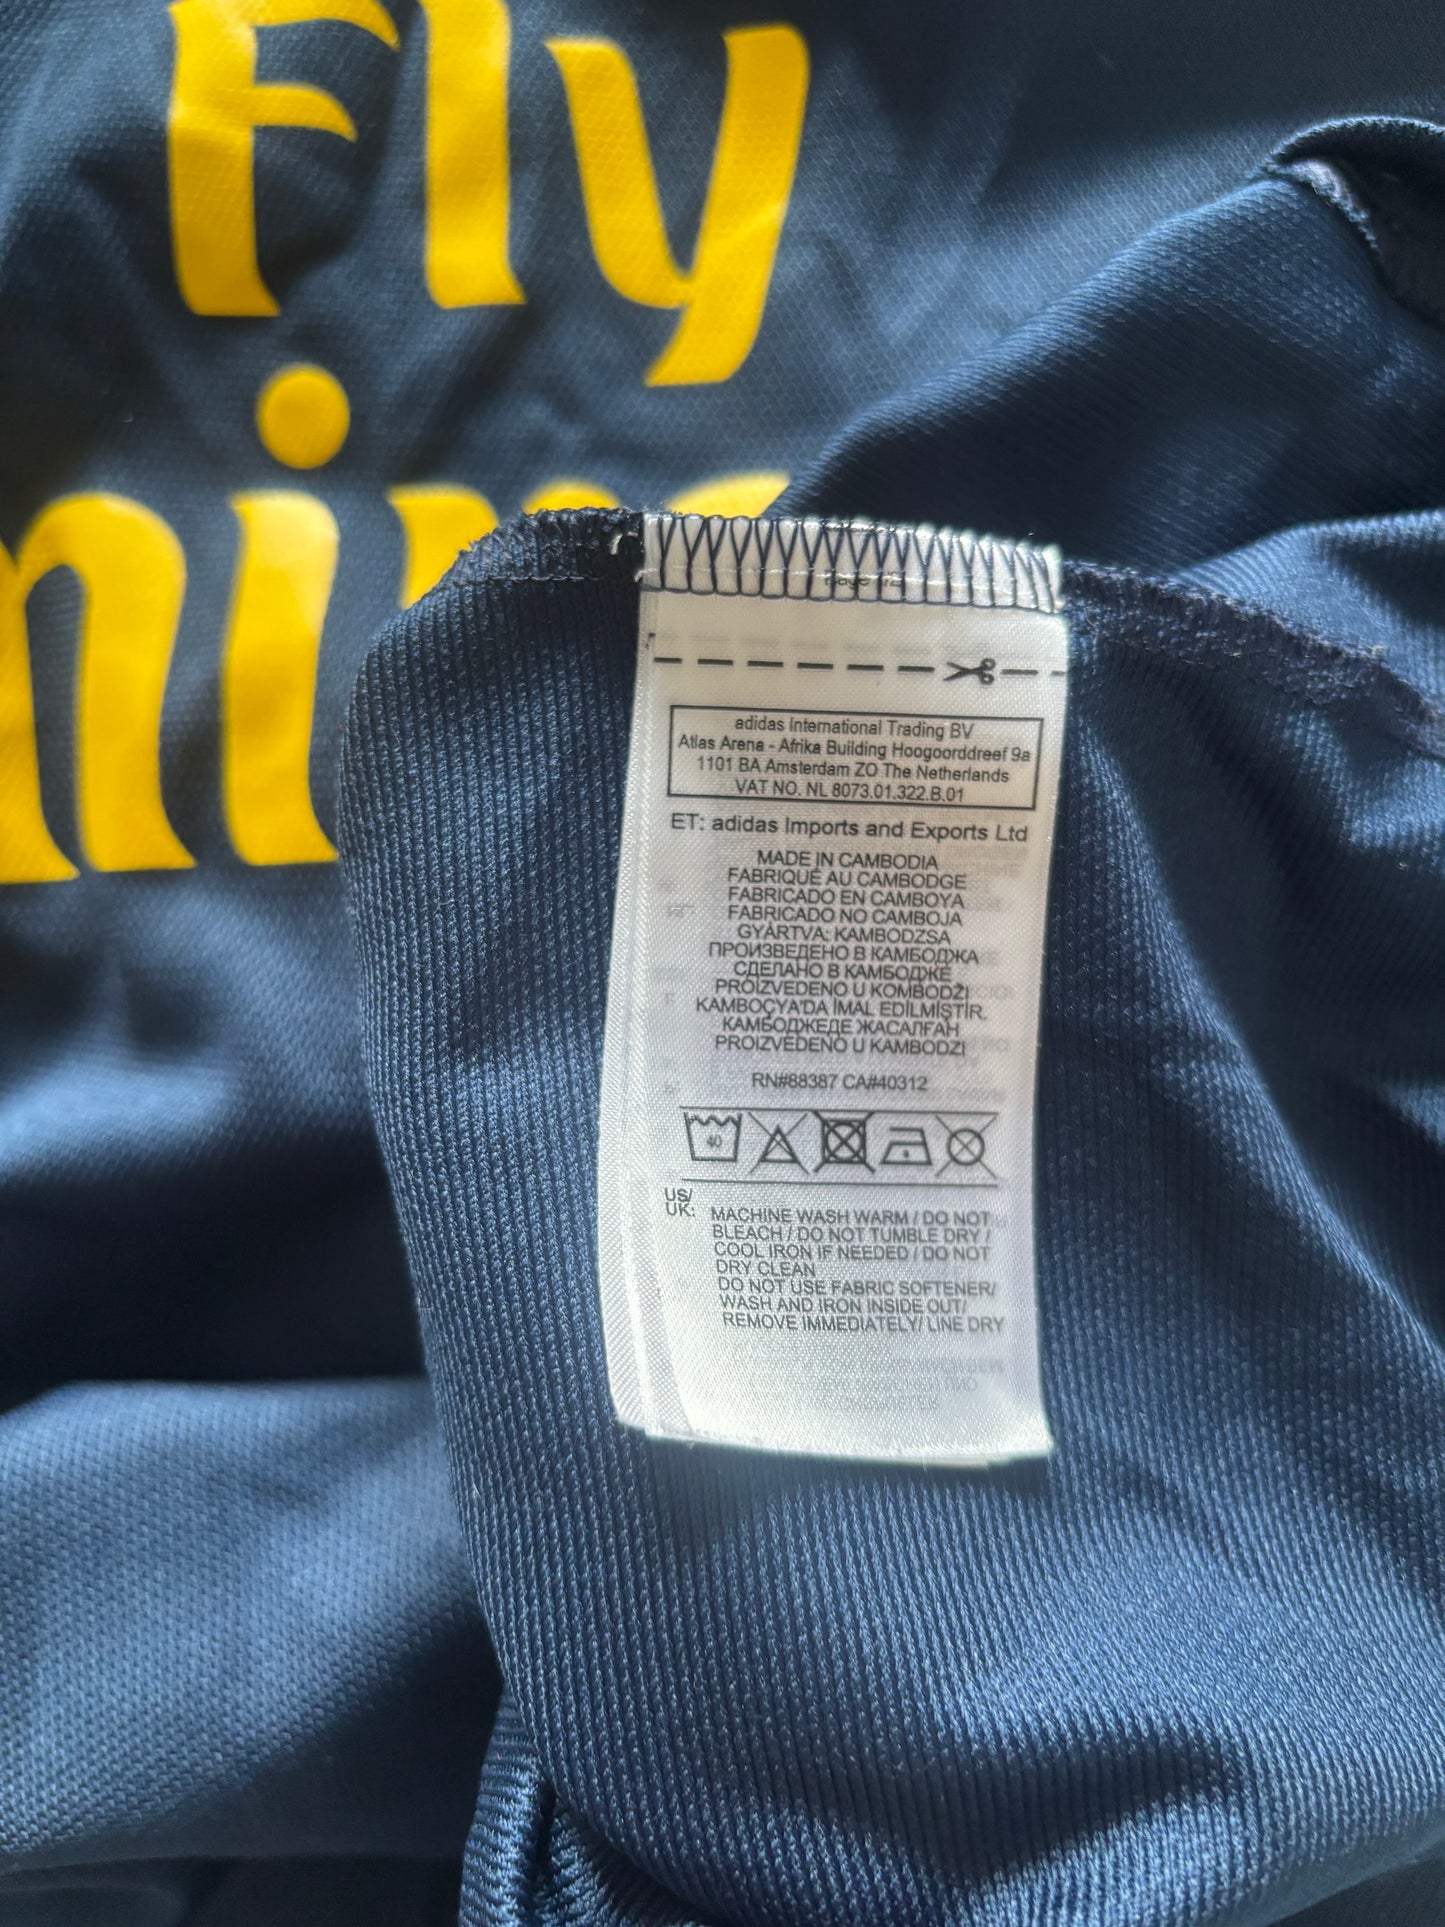 Fly
Page 1/2
adidas International Trading BV
Atlas Arena - Afrika Building Hoogoorddreef 9a
1101 BA Amsterdam ZO The Netherlands
VAT NO. NL 8073.01.322.B.01
ET: adidas Imports and Exports Ltd
MADE IN CAMBODIA
FABRIQUÉ AU CAMBODGE
FABRICADO EN CAMBOYA
FABRICADO NO CAMBOJA
GYÁRTVA: KAMBODZSA
ПРОИЗВЕДЕНО В КАМБОДЖА
СДЕЛАНО В КАМБОДЖЕ
PROIZVEDENO U KOMBODŽI
KAMBOÇYA'DA İMAL EDİLMİŞTİR.
КАМБОДЖЕДЕ ЖАСАЛҒАН
PROIZVEDENO U KAMBODZI
RN#88387 CA#40312
40
US/
UK: MACHINE WASH WARM / DO NOT
BLEACH / DO NOT TUMBLE DRY /
COOL IRON IF NEEDED / DO NOT
DRY CLEAN
DO NOT USE FABRIC SOFTENER/
WASH AND IRON INSIDE OUT/
REMOVE IMMEDIATELY/ LINE DRY